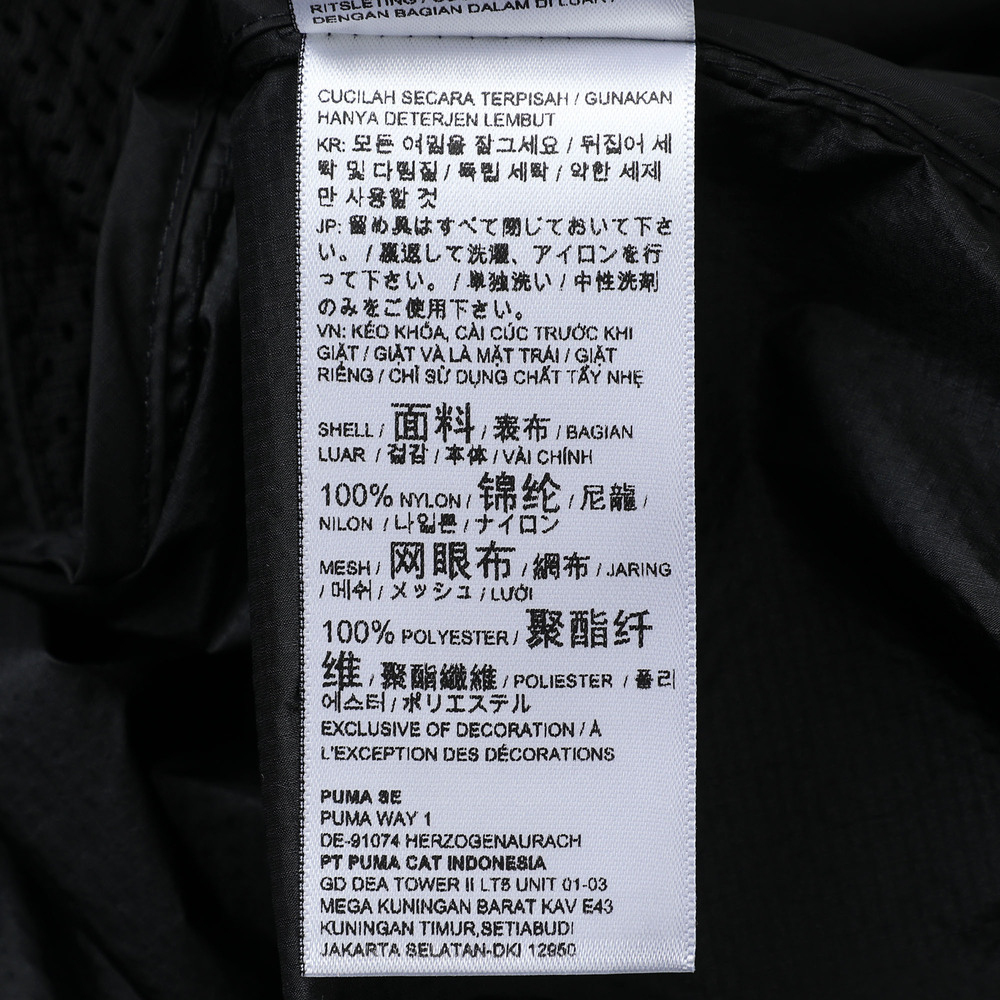 RITSLETING /
DENGAN BAGIAN DALAM DI LUAR /
CUCILAH SECARA TERPISAH / GUNAKAN
HANYA DETERJEN LEMBUT
KR: 모든 여밈을 잠그세요 / 뒤집어 세
탁 및 다림질 / 독립 세탁 / 약한 세제
만 사용할 것
JP: 留め具はすべて閉じておいて下さ
い。 / 裏返して洗濯、アイロンを行
って下さい。 / 単独洗い / 中性洗剤
のみをご使用下さい。
VN: KÉO KHÓA, CÀI CÚC TRƯỚC KHI
GIẶT / GIẶT VÀ LÀ MẶT TRÁI / GIẶT
RIÊNG / CHỈ SỬ DỤNG CHẤT TẨY NHẸ
SHELL / 面料 / 表布 / BAGIAN
LUAR / 겉감 / 本体 / VẢI CHÍNH
100% NYLON / 锦纶 / 尼龍 /
NILON / 나일론 / ナイロン
MESH / 网眼布 / 網布 / JARING
/ 메쉬 / メッシュ / LƯỚI
100% POLYESTER / 聚酯纤
维 / 聚酯纖維 / POLIESTER / 폴리
에스터 / ポリエステル
EXCLUSIVE OF DECORATION / À
L'EXCEPTION DES DÉCORATIONS
PUMA SE
PUMA WAY 1
DE-91074 HERZOGENAURACH
PT PUMA CAT INDONESIA
GD DEA TOWER II LT5 UNIT 01-03
MEGA KUNINGAN BARAT KAV E43
KUNINGAN TIMUR,SETIABUDI
JAKARTA SELATAN-DKI 12950